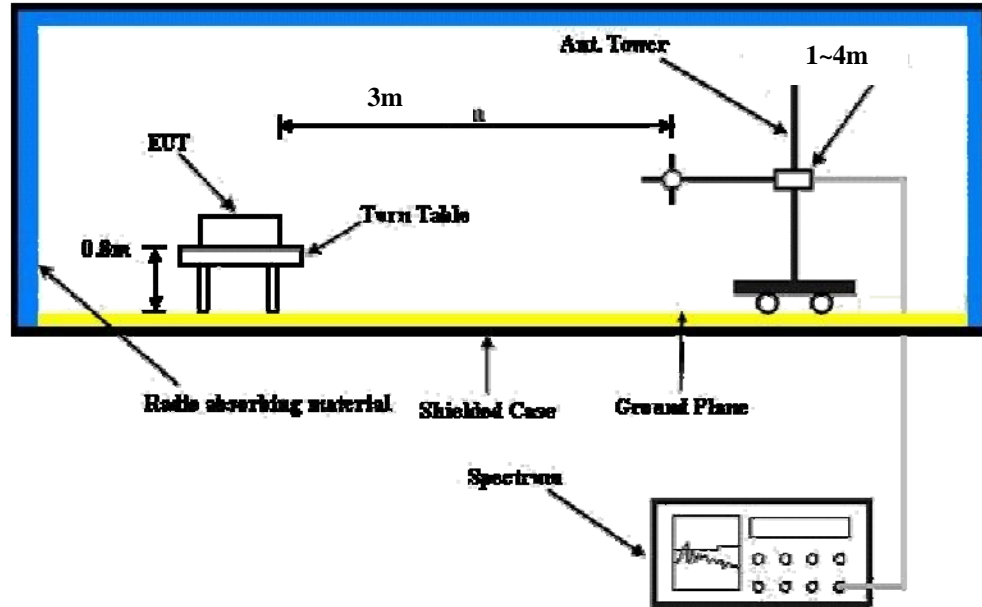 Ant. Tower
1~4m
3m
EUT
Turn Table
0.8m
Radio absorbing material
Shielded Case
Ground Plane
Spectrum